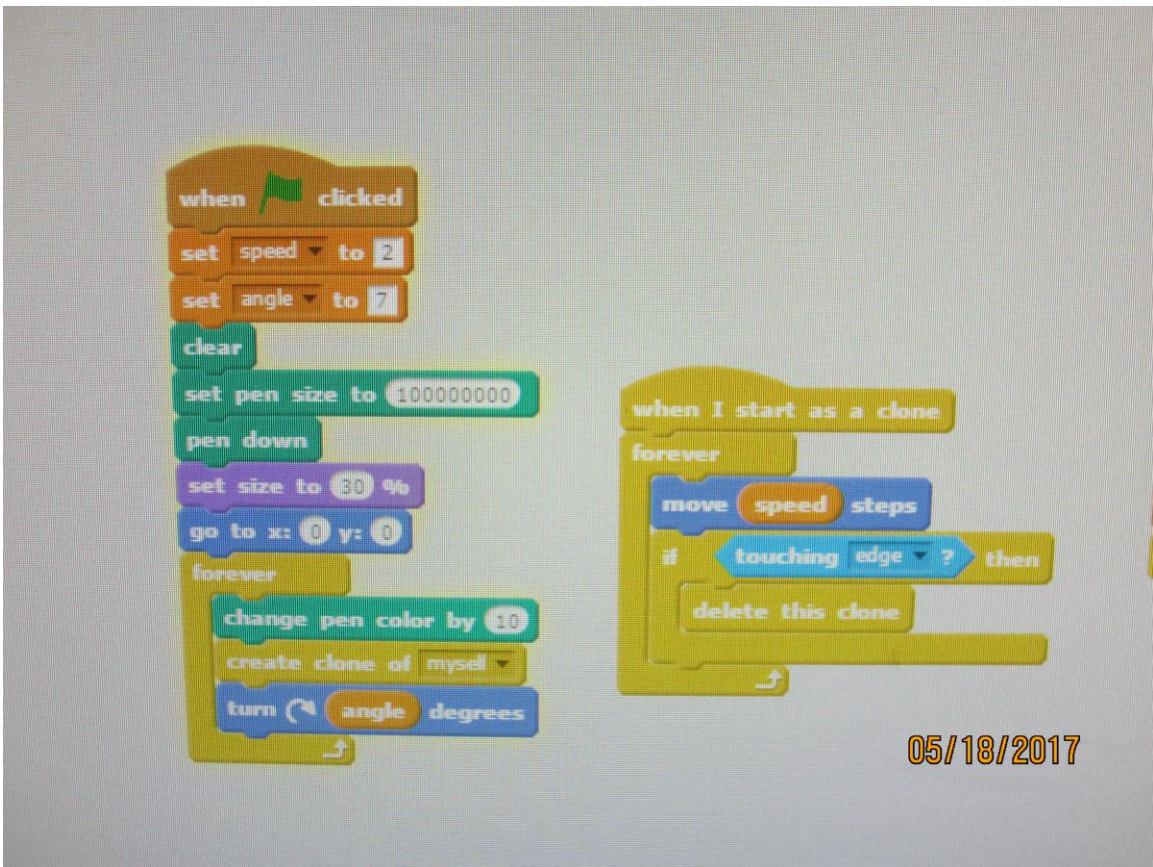 when clicked
set speed to 2
set angle to 7
clear
set pen size to 100000000
pen down
set size to 30 %
go to x: 0 y: 0
forever
change pen color by 10
create clone of myself
turn angle degrees
when I start as a clone
forever
move speed steps
if touching edge ? then
delete this clone
05/18/2017